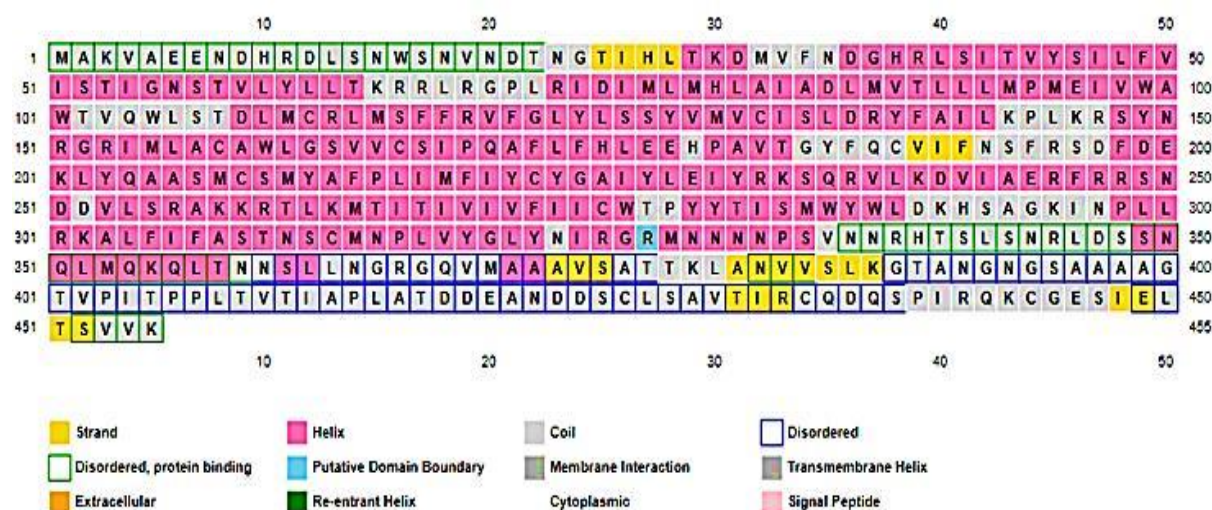 10 20 30 40 50
1 M A K V A E E N D H R D L S N W S N V N D T N G T I H L T K D M V F N D G H R L S I T V Y S I L F V 50
51 I S T I G N S T V L Y L L T K R R L R G P L R I D I M L M H L A I A D L M V T L L L M P M E I V W A 100
101 W T V Q W L S T D L M C R L M S F F R V F G L Y L S S Y V M V C I S L D R Y F A I L K P L K R S Y N 150
151 R G R I M L A C A W L G S V V C S I P Q A F L F H L E E H P A V T G Y F Q C V I F N S F R S D F D E 200
201 K L Y Q A A S M C S M Y A F P L I M F I Y C Y G A I Y L E I Y R K S Q R V L K D V I A E R F R R S N 250
251 D D V L S R A K K R T L K M T I T I V I V F I I C W T P Y Y T I S M W Y W L D K H S A G K I N P L L 300
301 R K A L F I F A S T N S C M N P L V Y G L Y N I R G R M N N N N P S V N N R H T S L S N R L D S S N 350
351 Q L M Q K Q L T N N S L L N G R G Q V M A A A V S A T T K L A N V V S L K G T A N G N G S A A A A G 400
401 T V P I T P P L T V T I A P L A T D D E A N D D S C L S A V T I R C Q D Q S P I R Q K C G E S I E L 450
451 T S V V K 455
10 20 30 40 50
Strand Helix Coil Disordered
Disordered, protein binding Putative Domain Boundary Membrane Interaction Transmembrane Helix
Extracellular Re-entrant Helix Cytoplasmic Signal Peptide